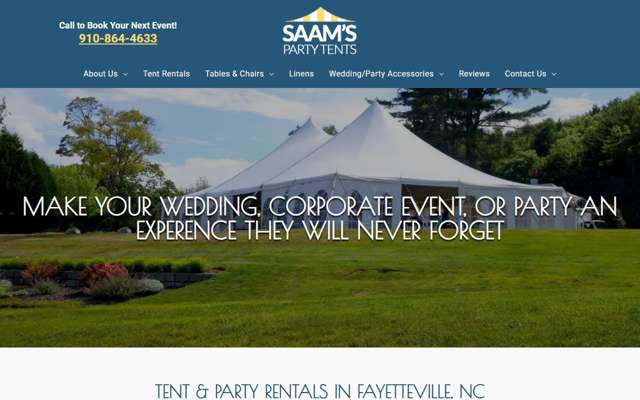 Call to Book Your Next Event!
910-864-4633
SAAM'S
PARTY TENTS
About Us
Tent Rentals
Tables & Chairs
Linens
Wedding/Party Accessories
Reviews
Contact Us
MAKE YOUR WEDDING, CORPORATE EVENT, OR PARTY AN
EXPERENCE THEY WILL NEVER FORGET
TENT & PARTY RENTALS IN FAYETTEVILLE, NC